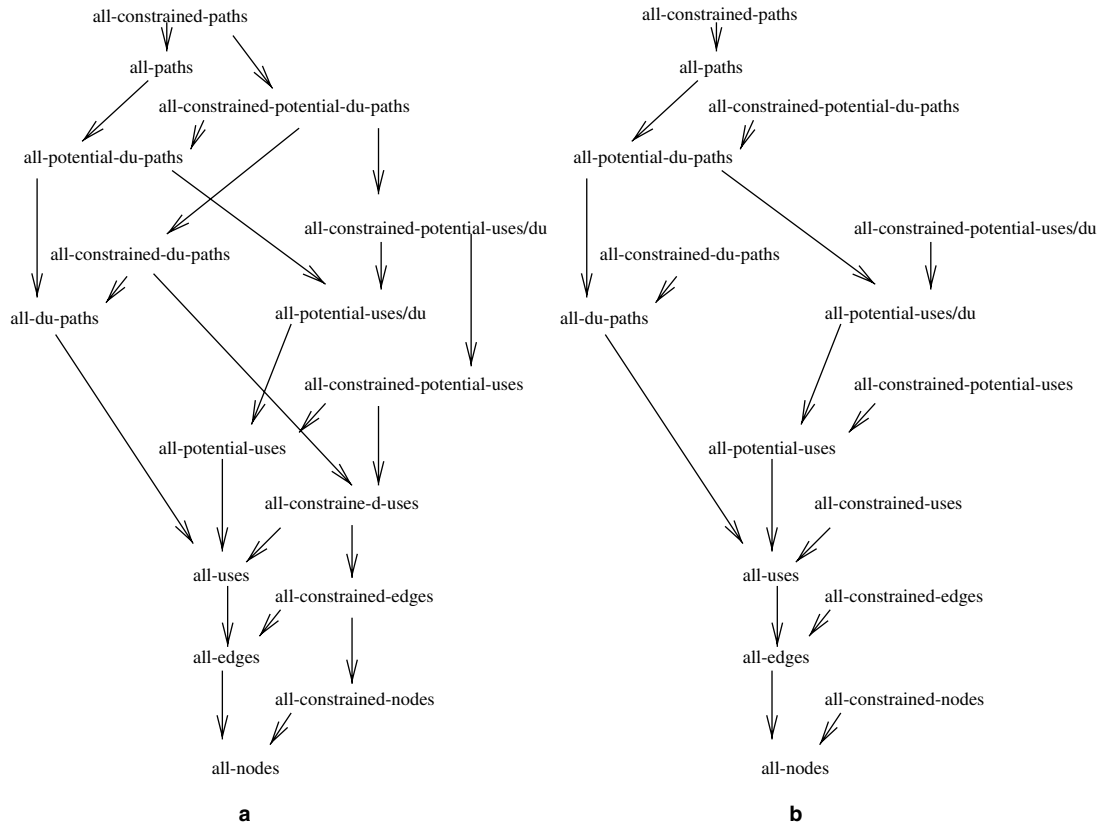 all-constrained-paths
all-paths
all-constrained-potential-du-paths
all-potential-du-paths
all-constrained-potential-uses/du
all-constrained-du-paths
all-du-paths
all-potential-uses/du
all-constrained-potential-uses
all-potential-uses
all-constraine-d-uses
all-uses
all-constrained-edges
all-edges
all-constrained-nodes
all-nodes
a
all-constrained-paths
all-paths
all-constrained-potential-du-paths
all-potential-du-paths
all-constrained-potential-uses/du
all-constrained-du-paths
all-du-paths
all-potential-uses/du
all-constrained-potential-uses
all-potential-uses
all-constrained-uses
all-uses
all-constrained-edges
all-edges
all-constrained-nodes
all-nodes
b